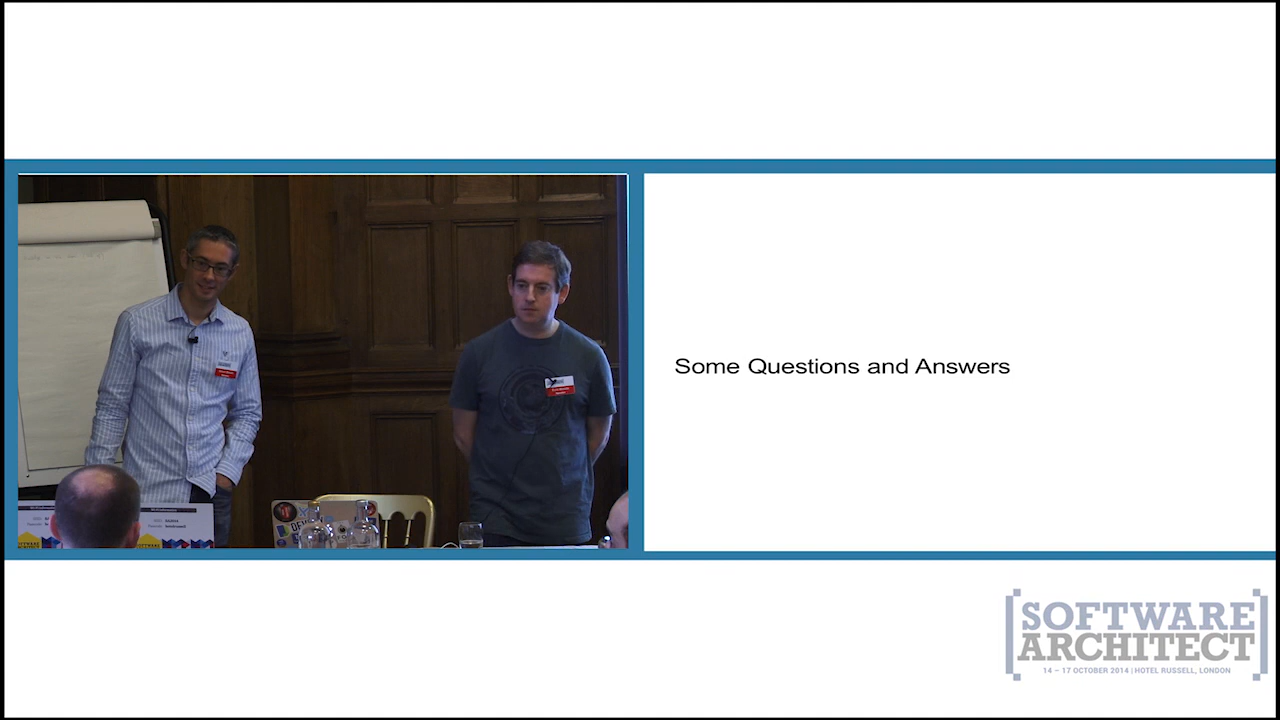 Some Questions and Answers
SOFTWARE
ARCHITECT
14 – 17 OCTOBER 2014 | HOTEL RUSSELL, LONDON